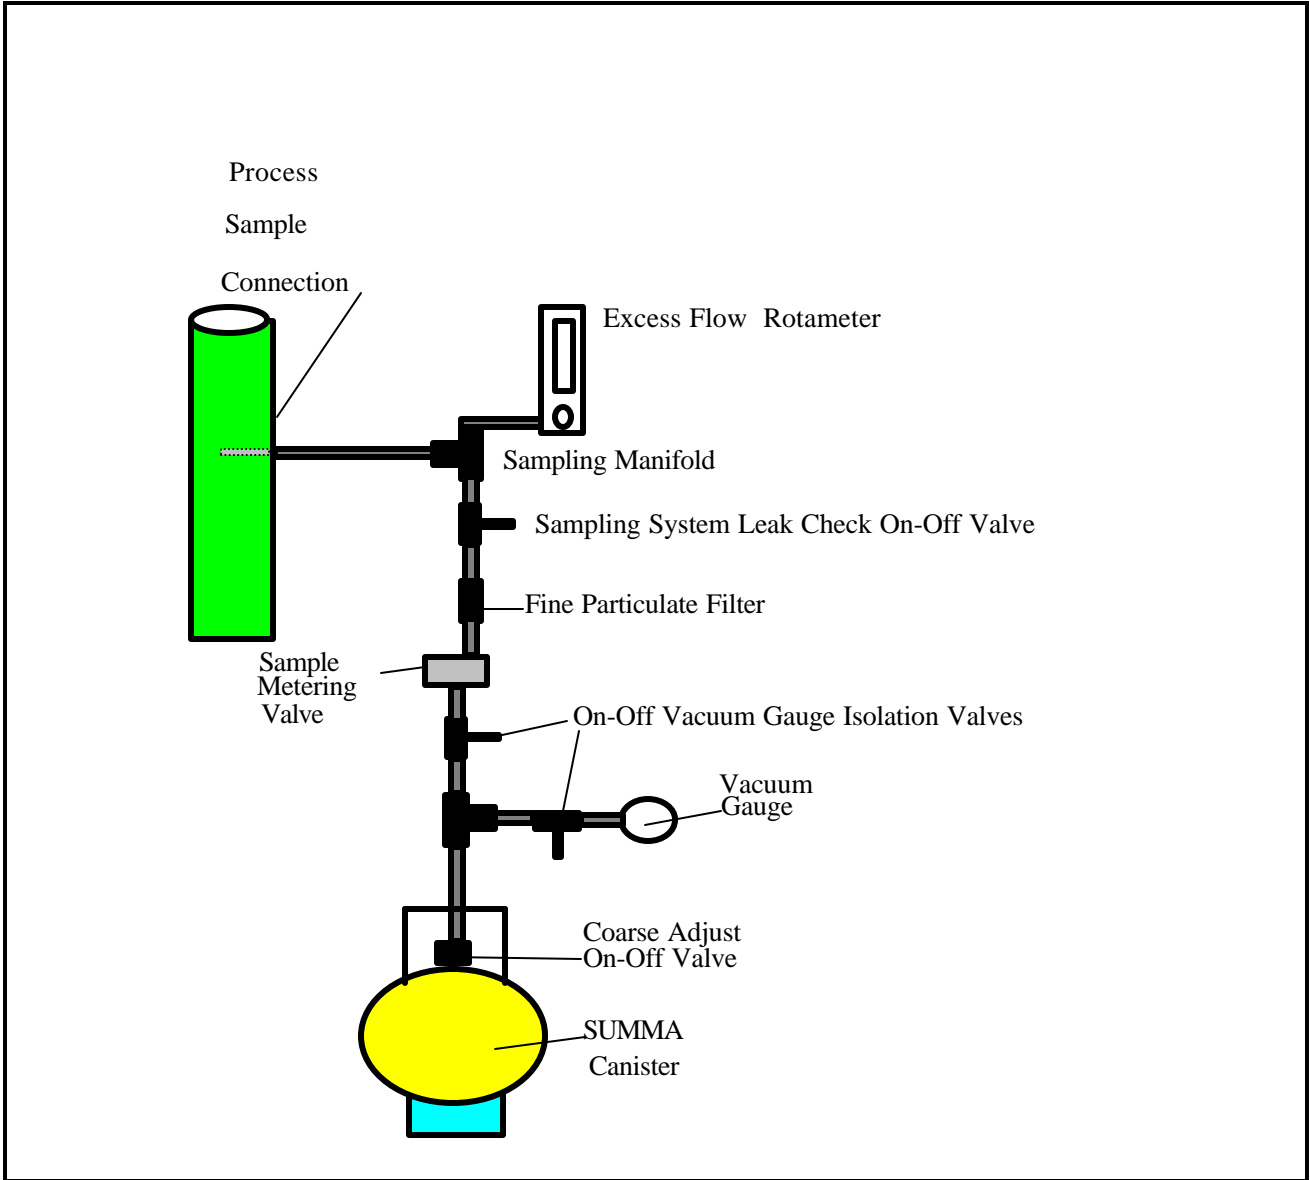 Process
Sample
Connection
Excess Flow Rotameter
Sampling Manifold
Sampling System Leak Check On-Off Valve
Fine Particulate Filter
Sample
Metering
Valve
On-Off Vacuum Gauge Isolation Valves
Vacuum
Gauge
Coarse Adjust
On-Off Valve
SUMMA
Canister